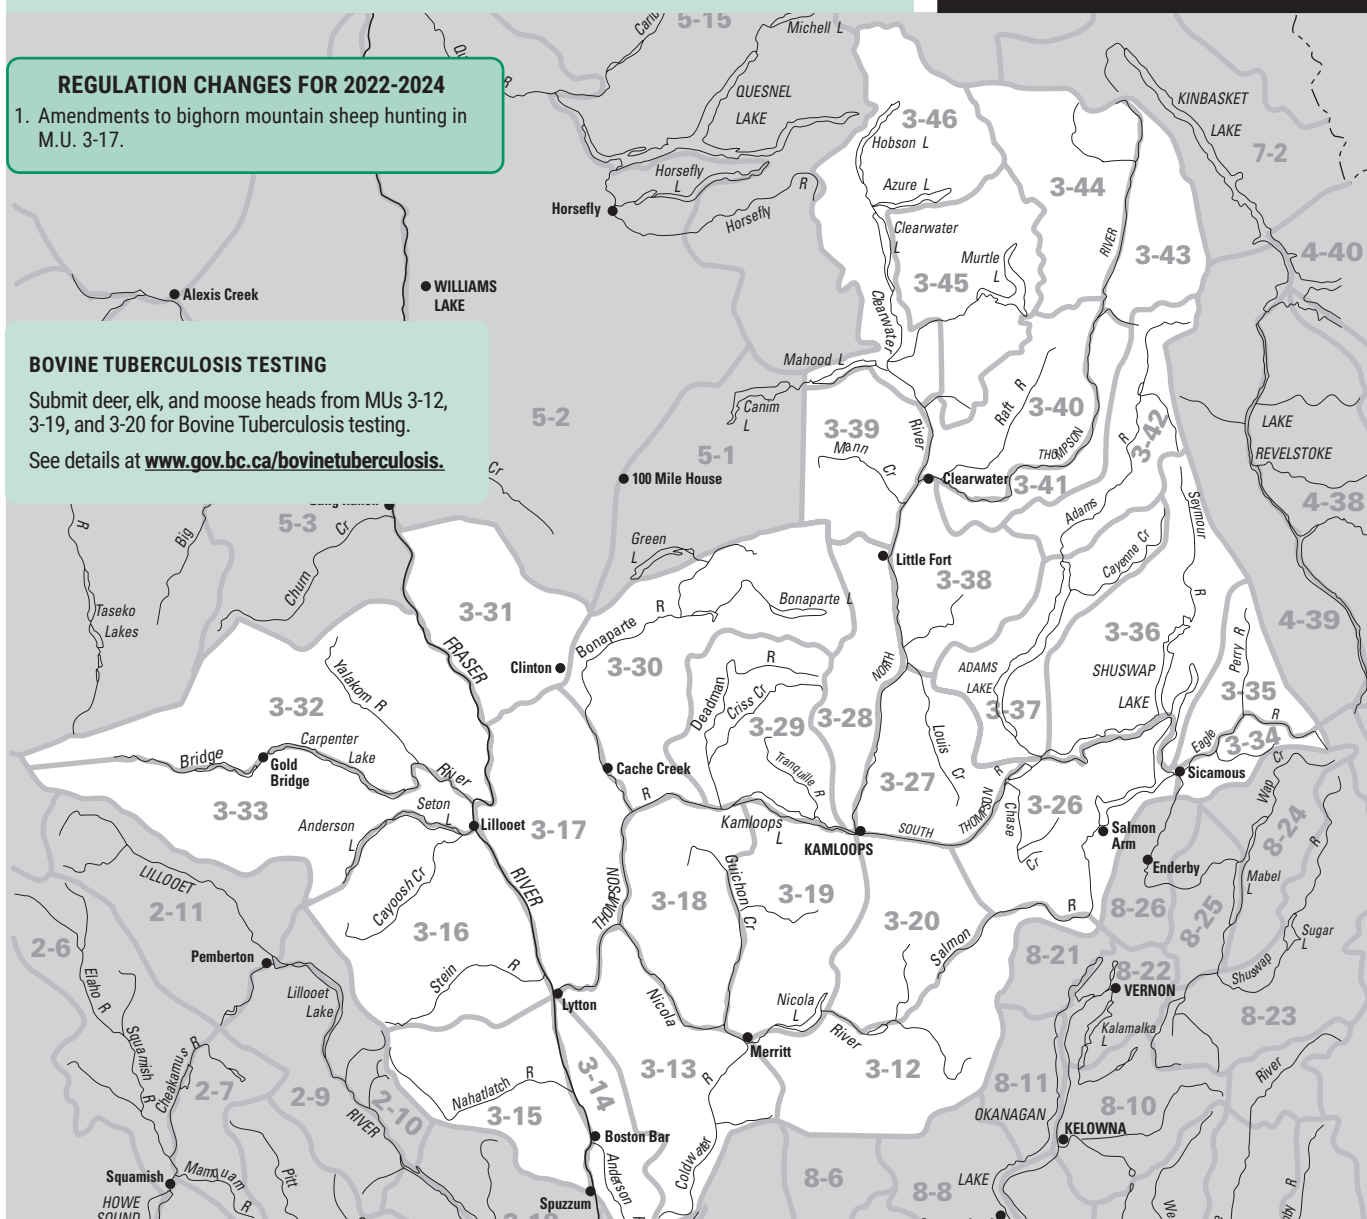 5-15
Michell L
REGULATION CHANGES FOR 2022-2024
1. Amendments to bighorn mountain sheep hunting in
M.U. 3-17.
R
QUESNEL
LAKE
KINBASKET
LAKE
7-2
3-46
Hobson L
Azure L
Horsefly
L
R
Horsefly
Horsefly
3-44
RIVER
3-43
4-40
Clearwater
L
Murtle
L
3-45
Alexis Creek
WILLIAMS
LAKE
Clearwater
River
BOVINE TUBERCULOSIS TESTING
Submit deer, elk, and moose heads from MUs 3-12,
3-19, and 3-20 for Bovine Tuberculosis testing.
See details at www.gov.bc.ca/bovinetuberculosis.
Mahood L
Canim
L
5-2
5-1
3-39
Mann
Cr
Raft R
3-40
THOMPSON
3-42
LAKE
REVELSTOKE
Cr
100 Mile House
Clearwater
3-41
4-38
5-3
Cr
Churn
Big
R
Adams
R
Seymour
R
Green
L
Little Fort
3-38
Cayenne Cr
Taseko
Lakes
3-31
Bonaparte L
Bonaparte
R
4-39
FRASER
Clinton
3-30
3-36
SHUSWAP
LAKE
Perry R
3-35
ADAMS
LAKE
3-37
NORTH
Yalakom R
3-32
Deadman
R
Criss Cr
3-29
3-28
Tranquille R
Louis
Cr
3-27
Eagle
R
3-34
Bridge
Gold
Bridge
Carpenter
Lake
River
Cache Creek
R
Sicamous
Cr
Wap
3-33
Anderson
L
Seton
L
Lillooet
3-17
Kamloops
L
KAMLOOPS
SOUTH
THOMPSON
R
Chase
Cr
3-26
Salmon
Arm
8-24
R
Enderby
Mabel
L
LILLOOET
2-11
Cayoosh Cr
RIVER
THOMPSON
3-18
Guichon
Cr
3-19
3-20
Salmon
R
8-26
8-25
Sugar
L
2-6
3-16
Stein
R
8-21
Shuswap
Pemberton
Lillooet
Lake
Elaho R
Lytton
Nicola
Nicola
L
River
8-22
VERNON
Kalamalka
L
8-23
Squamish
R
Cheakamus R
2-7
2-9
2-10
RIVER
Merritt
3-13
R
Coldwater
3-14
Nahatlatch
R
3-15
3-12
8-11
OKANAGAN
LAKE
8-10
River
Boston Bar
KELOWNA
Squamish
Mamquam
R
Pitt
HOWE
SOUND
Anderson
R
Spuzzum
8-6
8-8
R